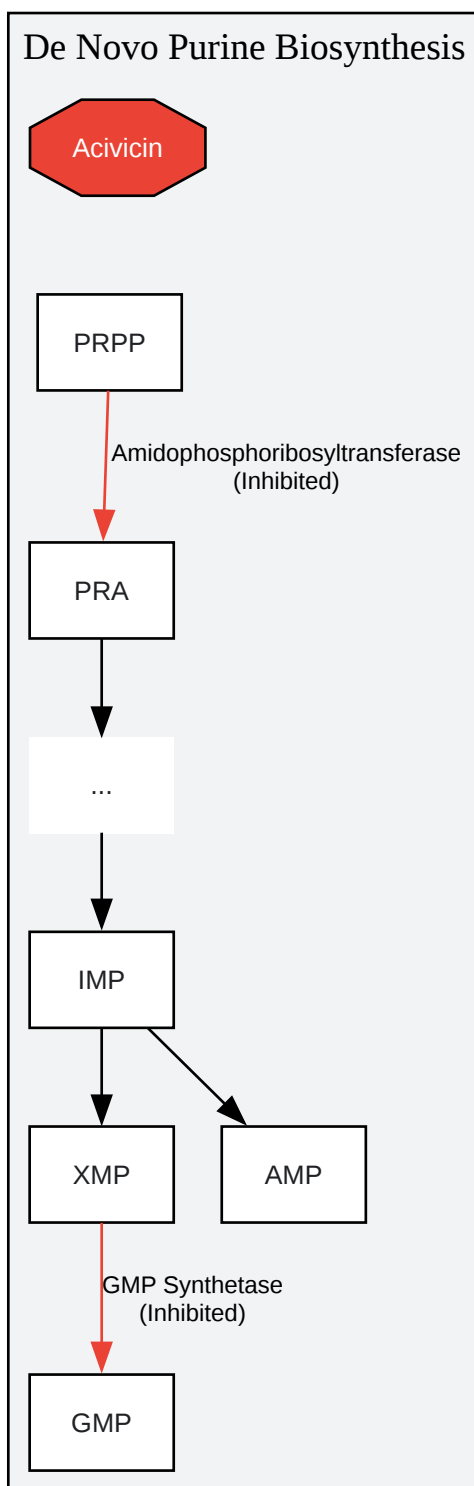 De Novo Purine Biosynthesis
Acivicin
PRPP
Amidophosphoribosyltransferase
(Inhibited)
PRA
...
IMP
XMP
AMP
GMP Synthetase
(Inhibited)
GMP